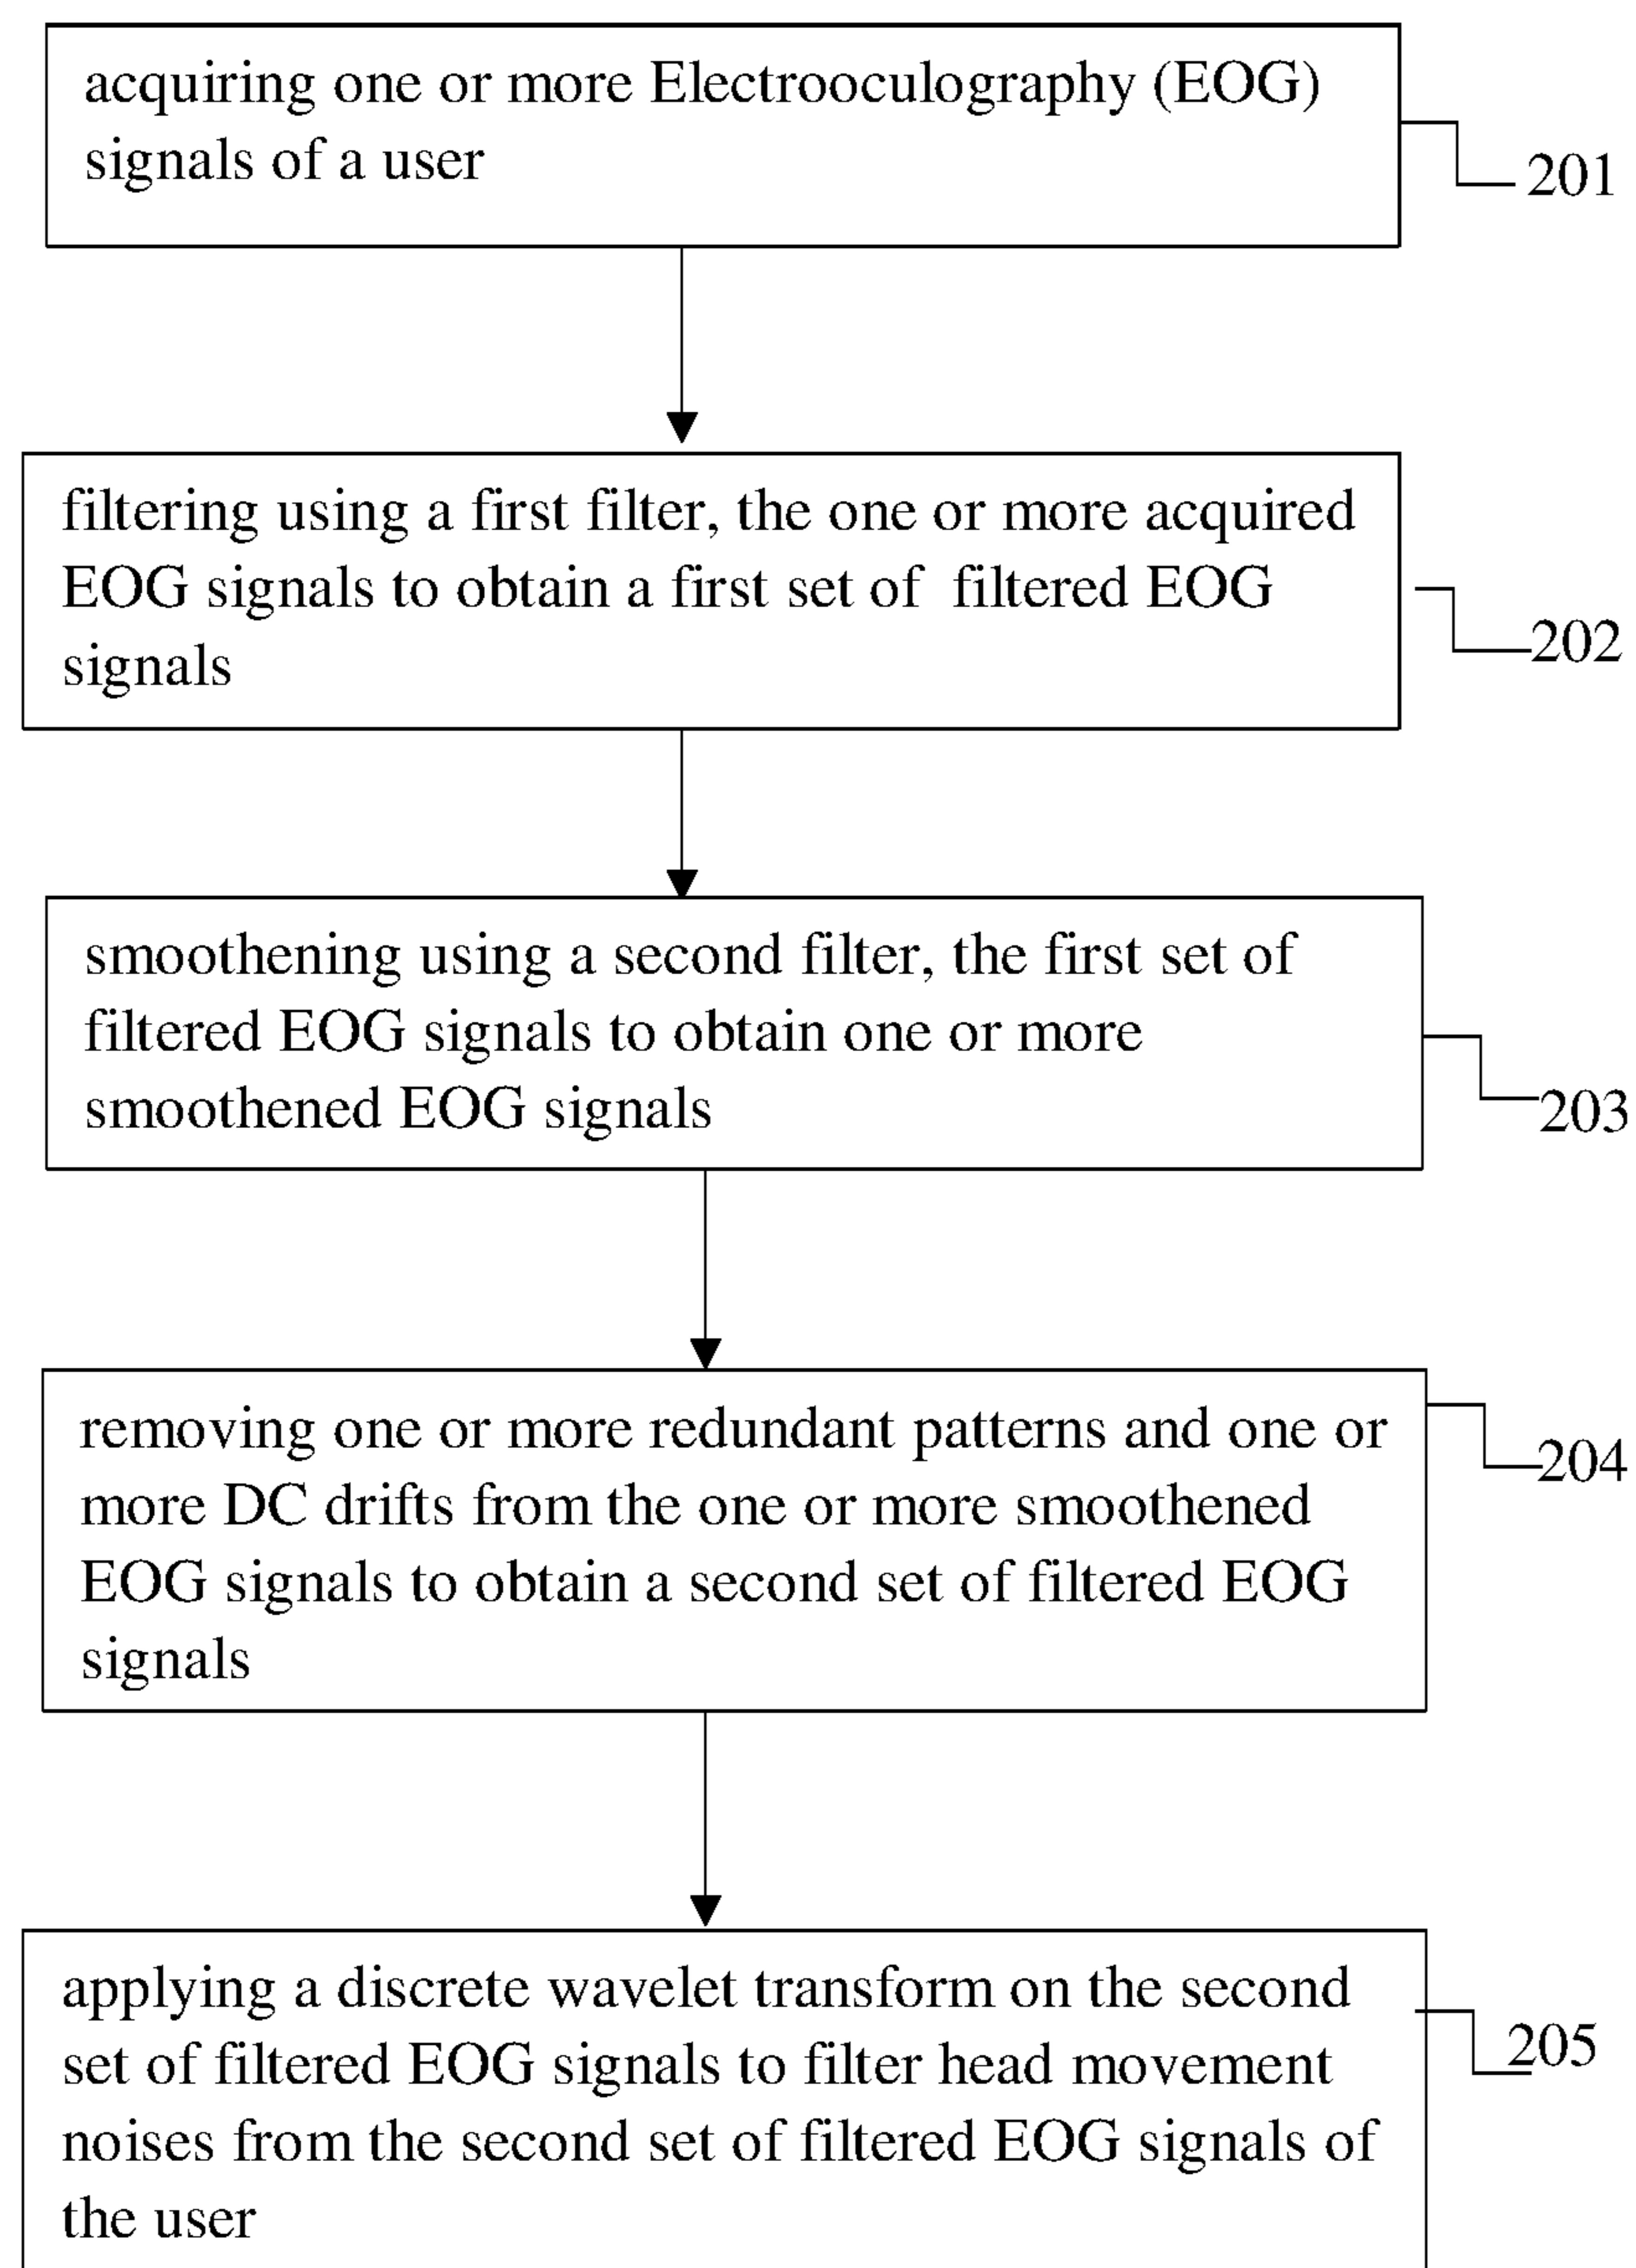 acquiring one or more Electrooculography (EOG)
signals of a user
201
filtering using a first filter, the one or more acquired
EOG signals to obtain a first set of filtered EOG
signals
202
smoothening using a second filter, the first set of
filtered EOG signals to obtain one or more
smoothened EOG signals
203
removing one or more redundant patterns and one or
more DC drifts from the one or more smoothened
EOG signals to obtain a second set of filtered EOG
signals
204
applying a discrete wavelet transform on the second
set of filtered EOG signals to filter head movement
noises from the second set of filtered EOG signals of
the user
205